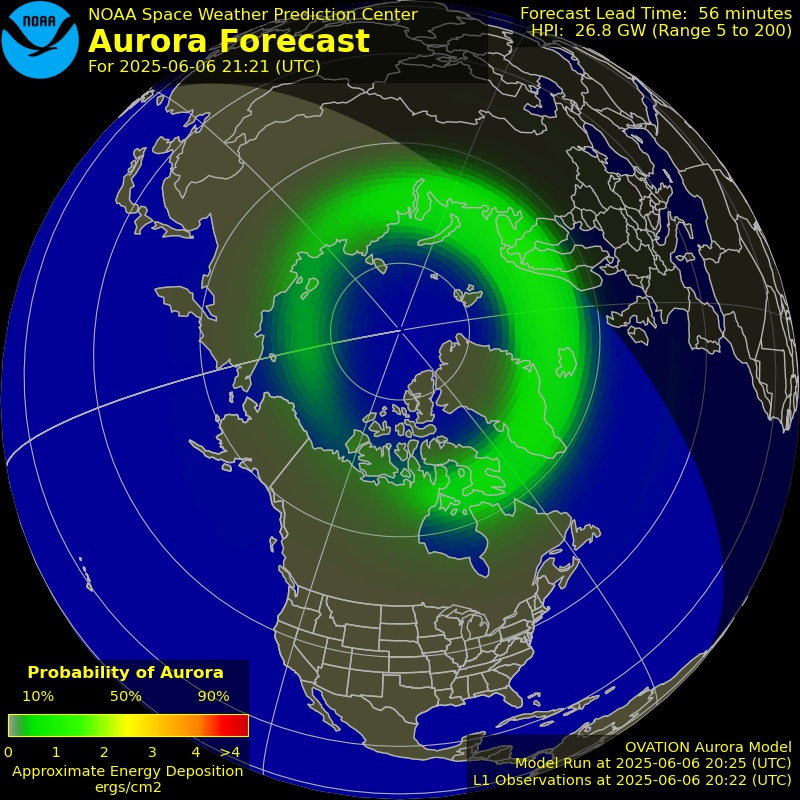 NOAA
NOAA Space Weather Prediction Center
Aurora Forecast
For 2025-06-06 21:21 (UTC)
Forecast Lead Time: 56 minutes
HPI: 26.8 GW (Range 5 to 200)
Probability of Aurora
10% 50% 90%
0 1 2 3 4 >4
Approximate Energy Deposition
ergs/cm2
OVATION Aurora Model
Model Run at 2025-06-06 20:25 (UTC)
L1 Observations at 2025-06-06 20:22 (UTC)